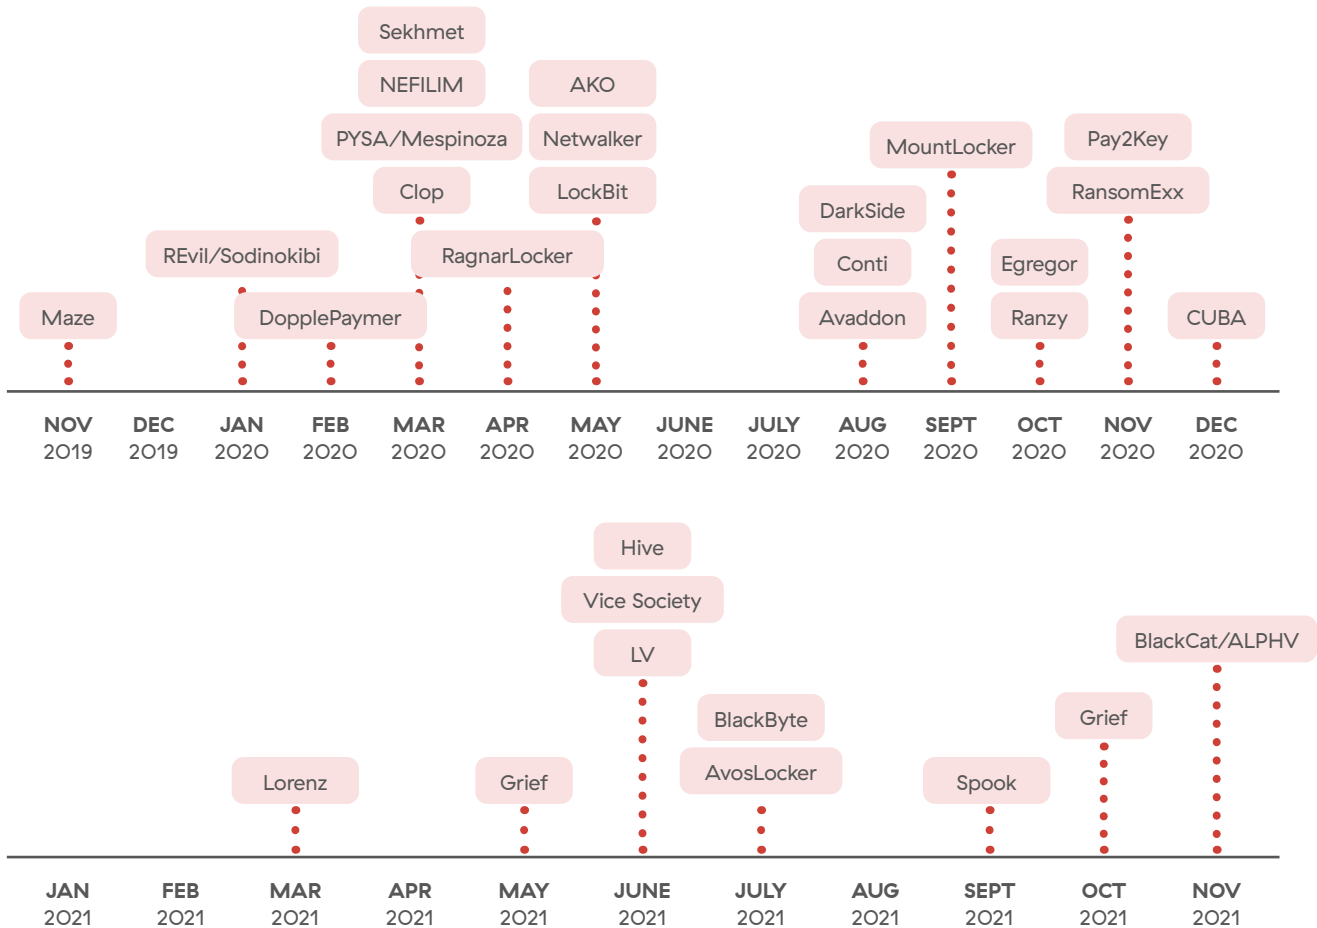 Sekhmet
NEFILIM
AKO
PYSA/Mespinoza
Netwalker
MountLocker
Pay2Key
Clop
LockBit
DarkSide
RansomExx
REvil/Sodinokibi
RagnarLocker
Conti
Egregor
Maze
DopplePaymer
Avaddon
Ranzy
CUBA
NOV DEC JAN FEB MAR APR MAY JUNE JULY AUG SEPT OCT NOV DEC
2019 2019 2020 2020 2020 2020 2020 2020 2020 2020 2020 2020 2020 2020
Hive
Vice Society
LV
BlackCat/ALPHV
BlackByte
Grief
Lorenz
Grief
AvosLocker
Spook
JAN FEB MAR APR MAY JUNE JULY AUG SEPT OCT NOV
2021 2021 2021 2021 2021 2021 2021 2021 2021 2021 2021